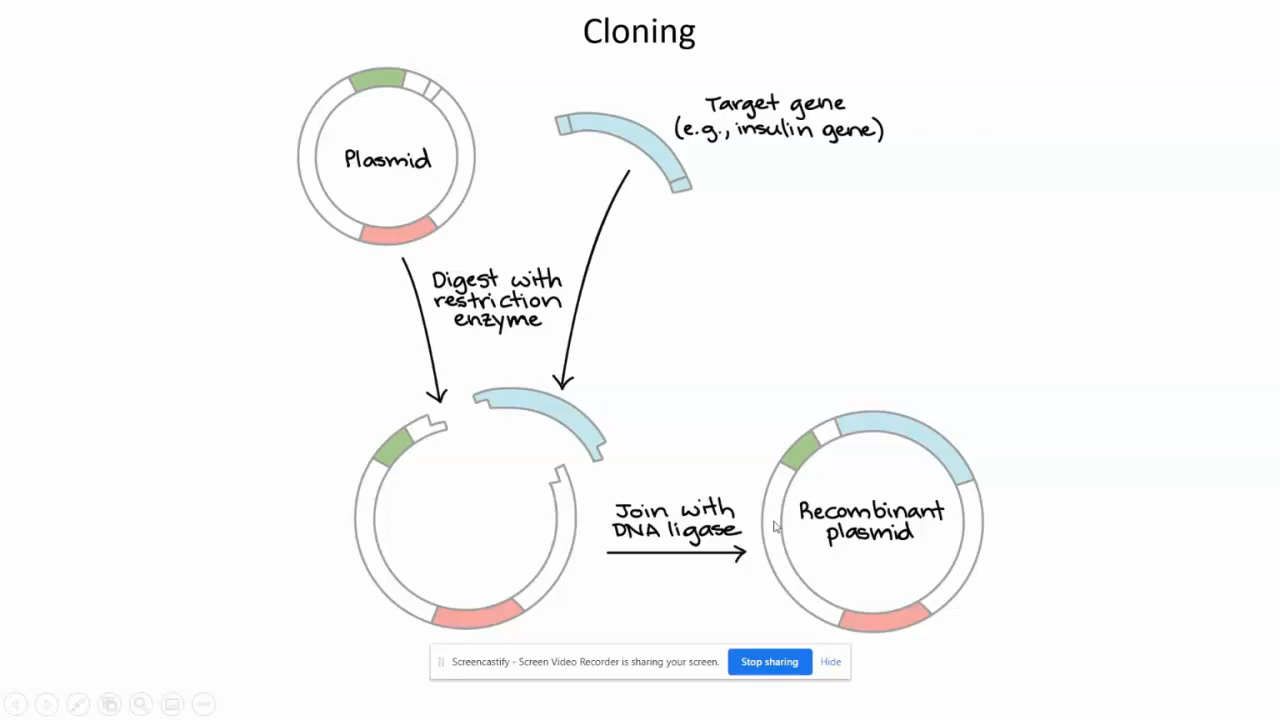 Cloning
Plasmid
Target gene
(e.g., insulin gene)
Digest with
restriction
enzyme
Join with
DNA ligase
Recombinant
plasmid
Screencastify - Screen Video Recorder is sharing your screen.
Stop sharing
Hide